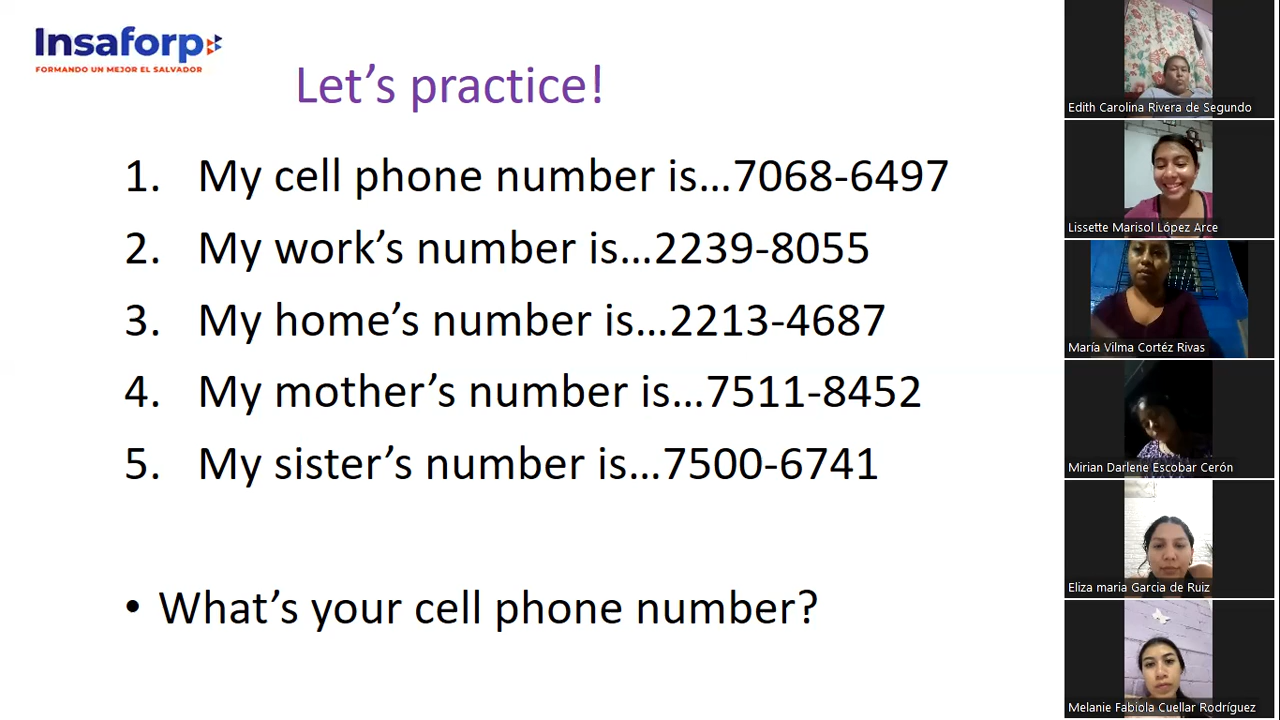 Insaforp
FORMANDO UN MEJOR EL SALVADOR
Let's practice!
1. My cell phone number is...7068-6497
2. My work's number is...2239-8055
3. My home's number is...2213-4687
4. My mother's number is...7511-8452
5. My sister's number is...7500-6741
• What's your cell phone number?
Edith Carolina Rivera de Segundo
Lissette Marisol López Arce
María Vilma Cortéz Rivas
Mirian Darlene Escobar Cerón
Eliza maria Garcia de Ruiz
Melanie Fabiola Cuellar Rodríguez